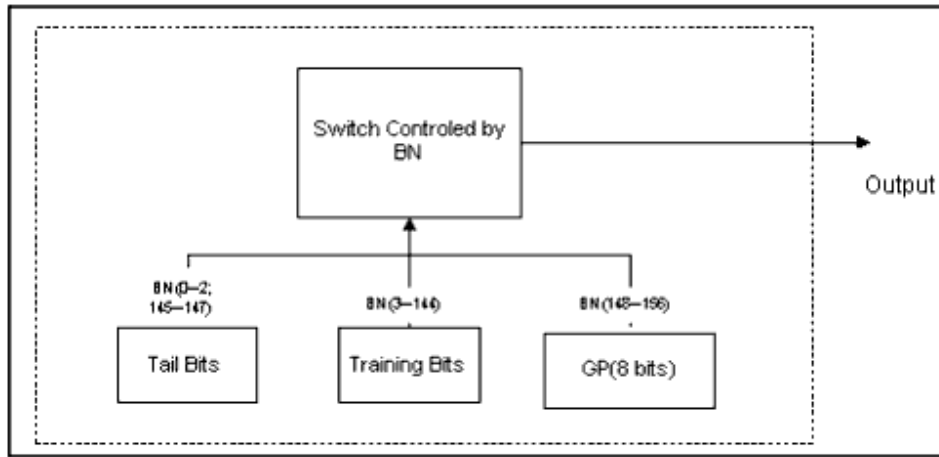 Switch Controled by
BN
Output
BN(0–2;
145–147)
BN(3–144)
BN(148–156)
Tail Bits
Training Bits
GP(8 bits)